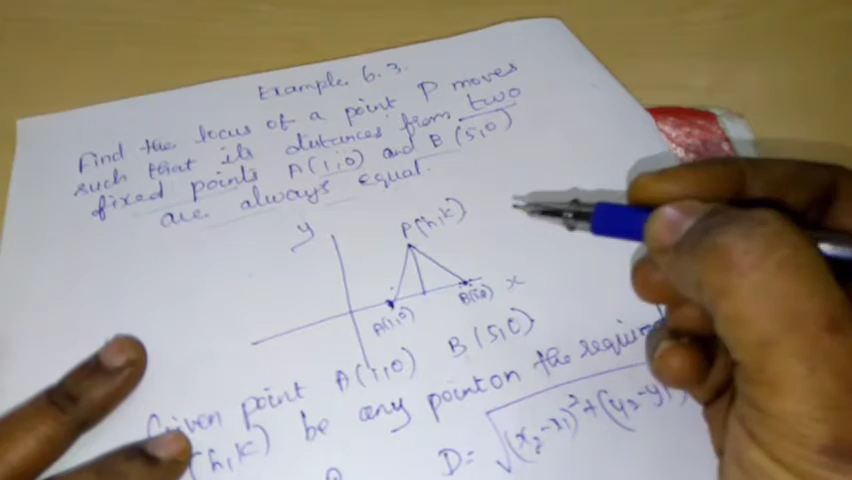 Example 6.3.
Find the locus of a point P moves
such that its distances from two
fixed points A(1,0) and B(5,0)
are always equal.
y
P(h,k)
x
A(1,0)
B(5,0)
Given point A(1,0) B(5,0)
(h,k) be any point on the required
D= √(x₂-x₁)²+(y₂-y₁)